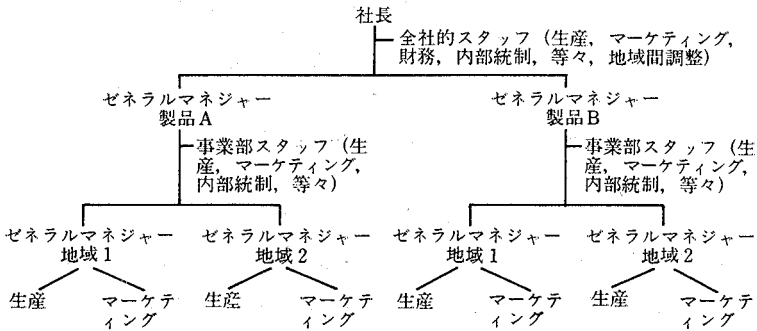 社長
全社的スタッフ（生産，マーケティング，
財務，内部統制，等々，地域間調整）
ゼネラルマネジャー
製品A
ゼネラルマネジャー
製品B
事業部スタッフ（生
産，マーケティング，
内部統制，等々）
事業部スタッフ（生
産，マーケティング，
内部統制，等々）
ゼネラルマネジャー
地域1
ゼネラルマネジャー
地域2
ゼネラルマネジャー
地域1
ゼネラルマネジャー
地域2
生産
マーケテ
ィング
生産
マーケテ
ィング
生産
マーケテ
ィング
生産
マーケテ
ィング